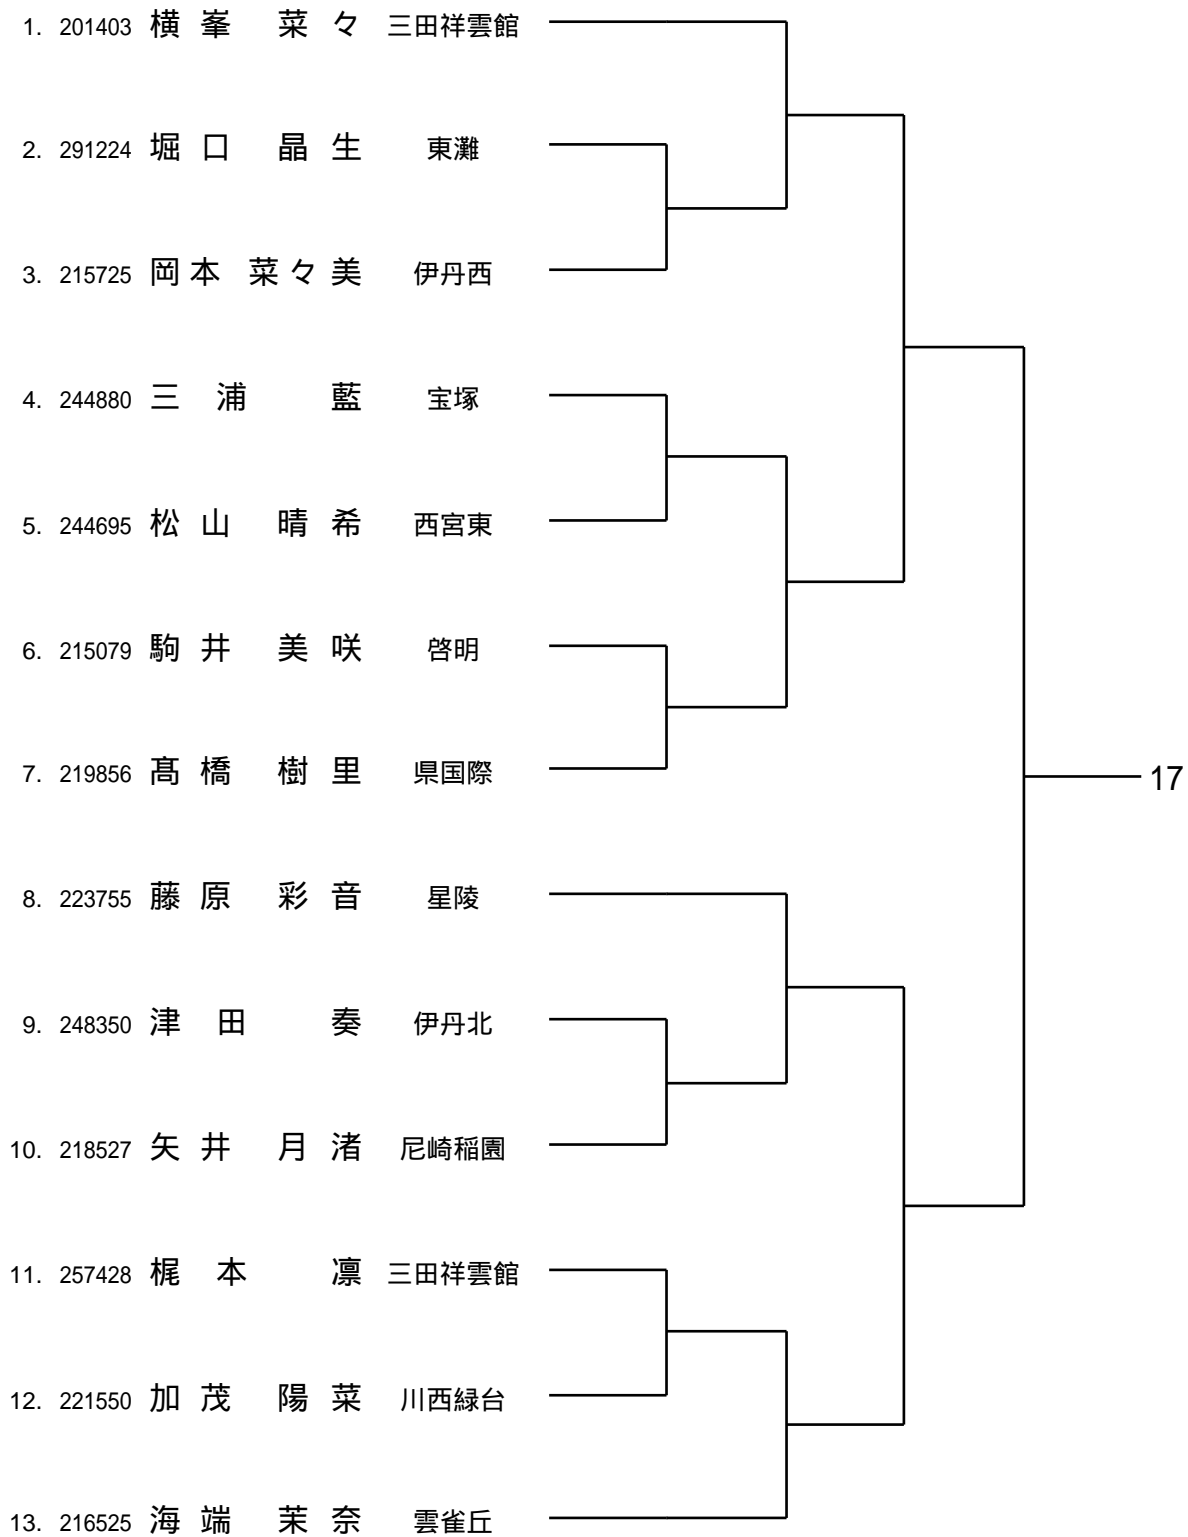 1. 201403 横峯 菜々 三田祥雲館
2. 291224 堀口 晶生 東灘
3. 215725 岡本 菜々美 伊丹西
4. 244880 三浦 藍 宝塚
5. 244695 松山 晴希 西宮東
6. 215079 駒井 美咲 啓明
7. 219856 髙橋 樹里 県国際
17
8. 223755 藤原 彩音 星陵
9. 248350 津田 奏 伊丹北
10. 218527 矢井 月渚 尼崎稲園
11. 257428 梶本 凛 三田祥雲館
12. 221550 加茂 陽菜 川西緑台
13. 216525 海端 茉奈 雲雀丘